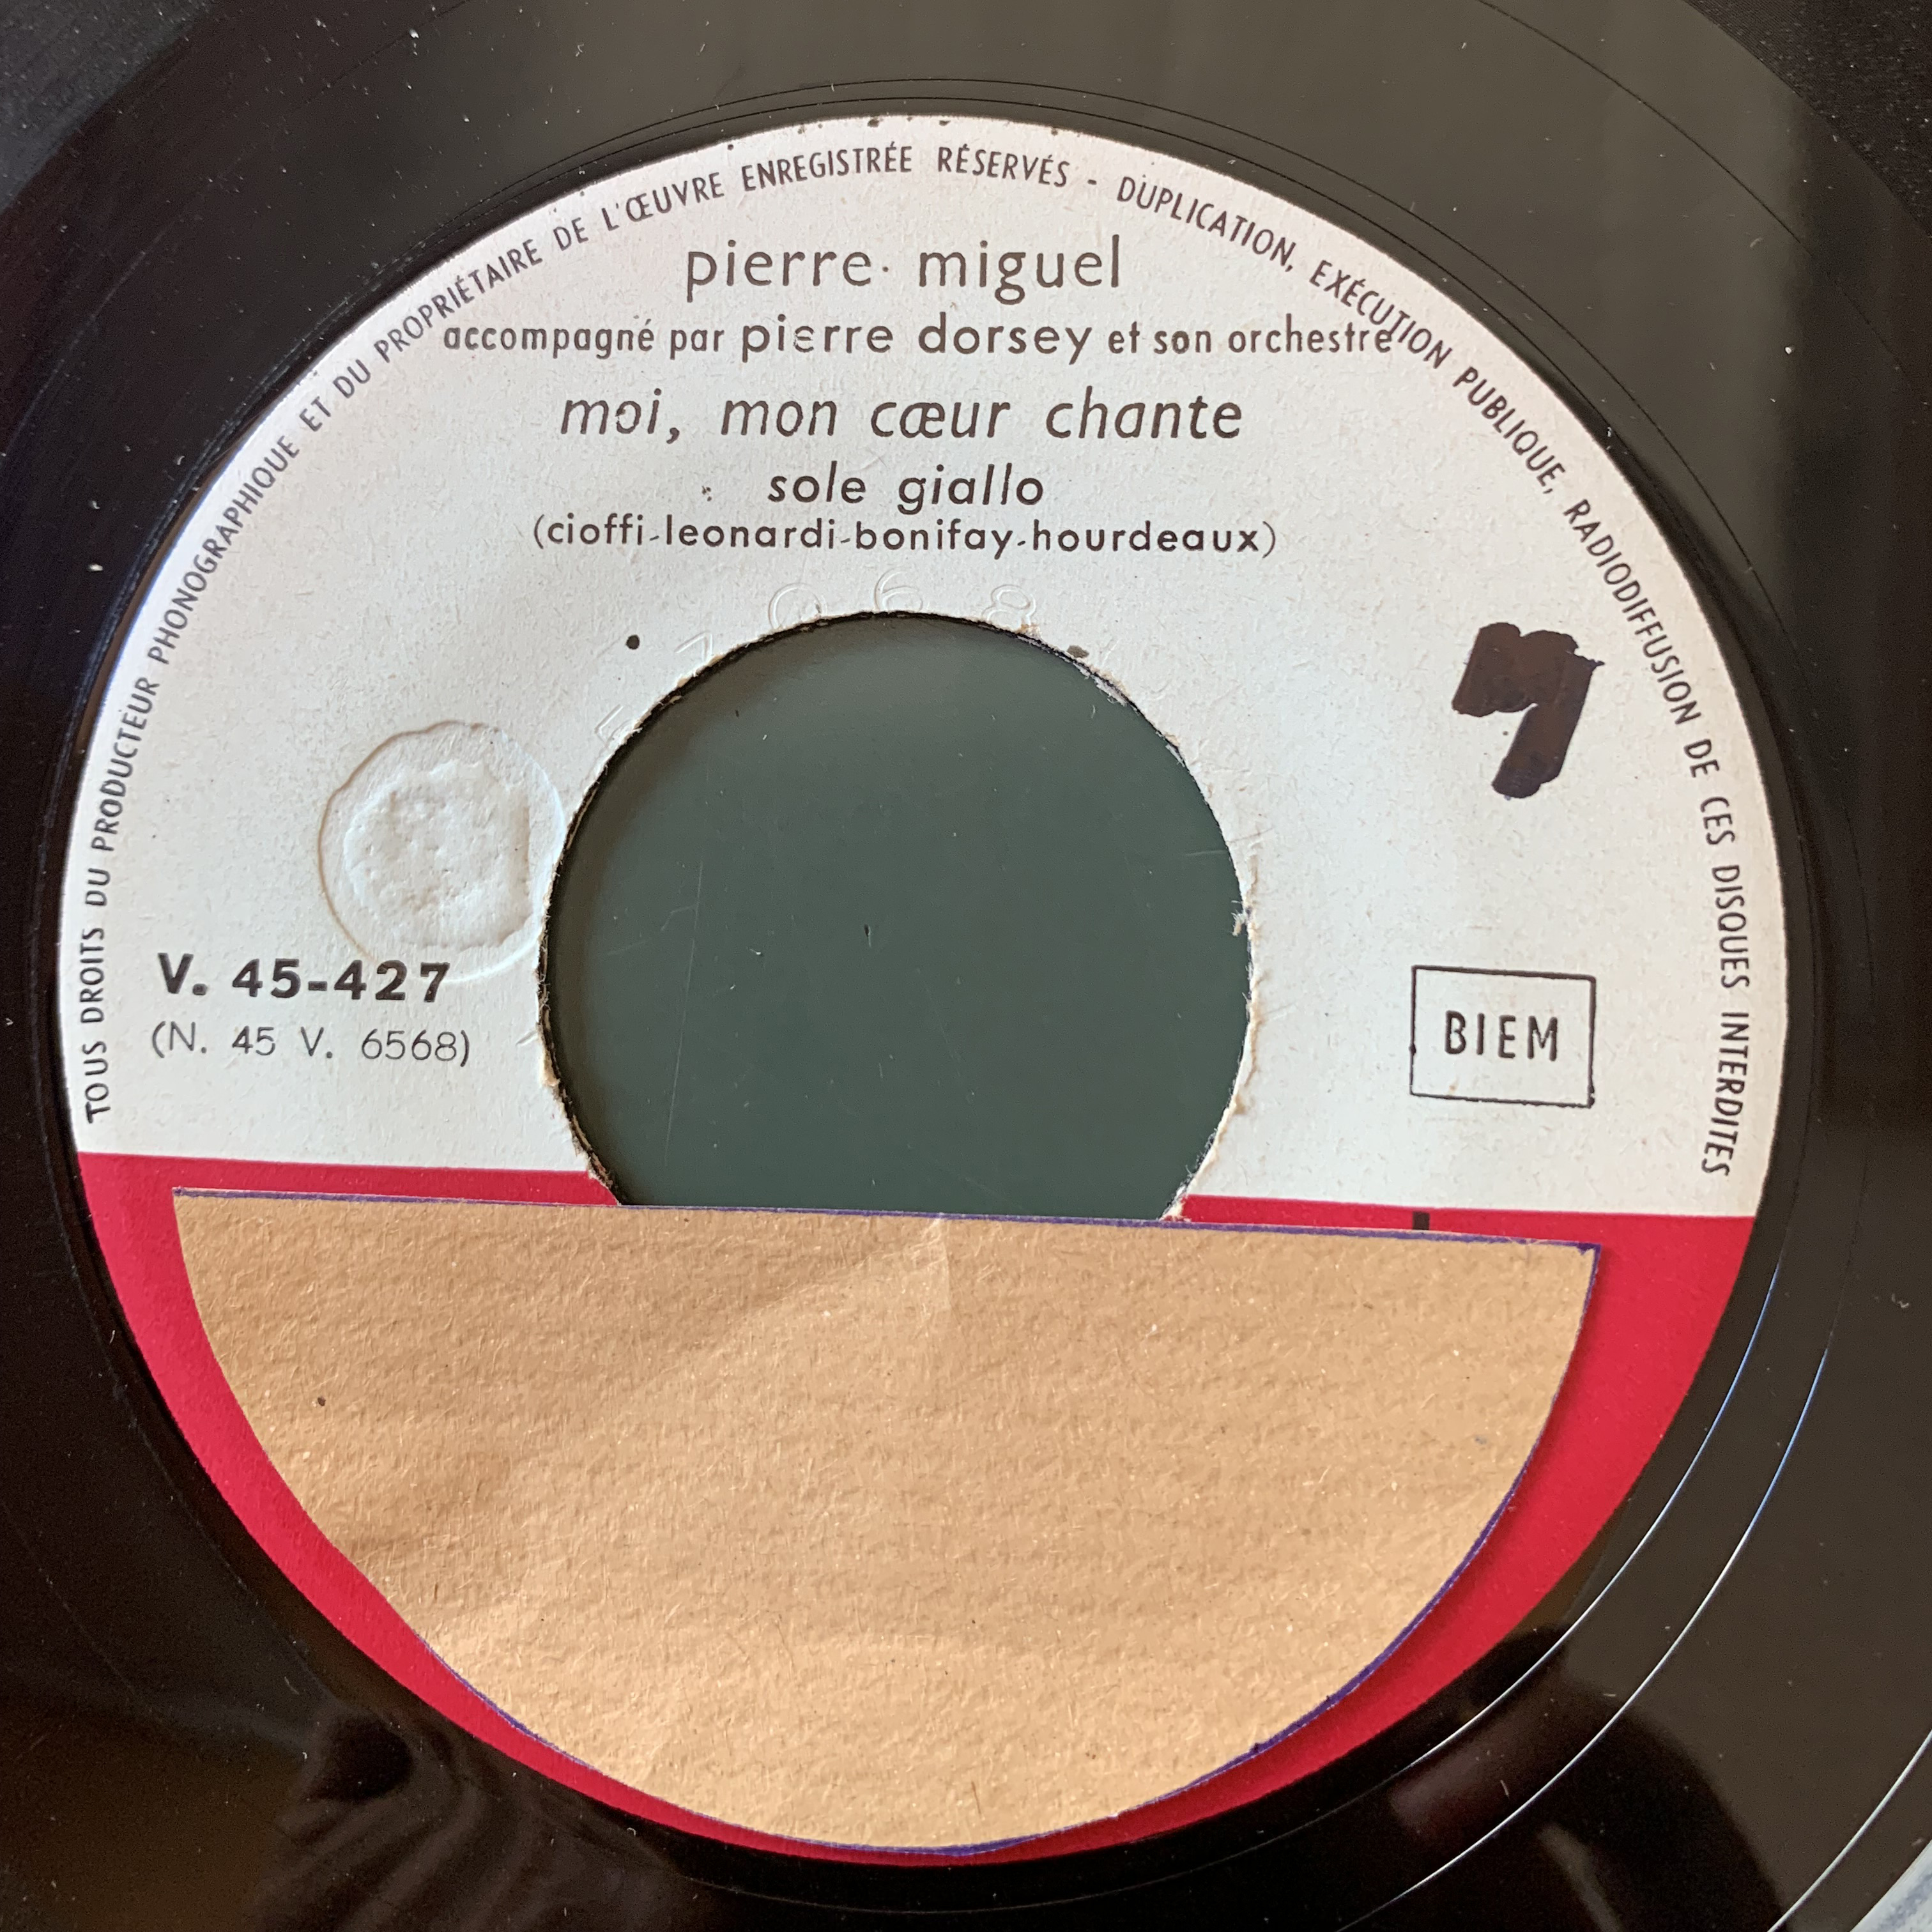 TOUS DROITS DU PRODUCTEUR PHONOGRAPHIQUE ET DU PROPRIÉTAIRE DE L'ŒUVRE ENREGISTRÉE RÉSERVÉS - DUPLICATION, EXÉCUTION PUBLIQUE, RADIODIFFUSION DE CES DISQUES INTERDITES
pierre miguel
accompagné par pierre dorsey et son orchestre
moi, mon cœur chante
sole giallo
(cioffi-leonardi-bonifay-hourdeaux)
7
V. 45-427
(N. 45 V. 6568)
BIEM